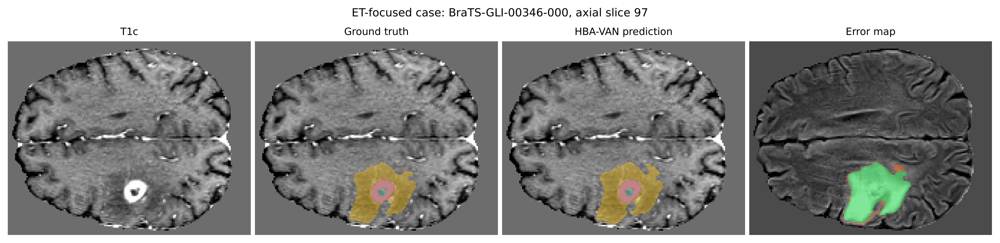 ET-focused case: BraTS-GLI-00346-000, axial slice 97
T1c
Ground truth
HBA-VAN prediction
Error map